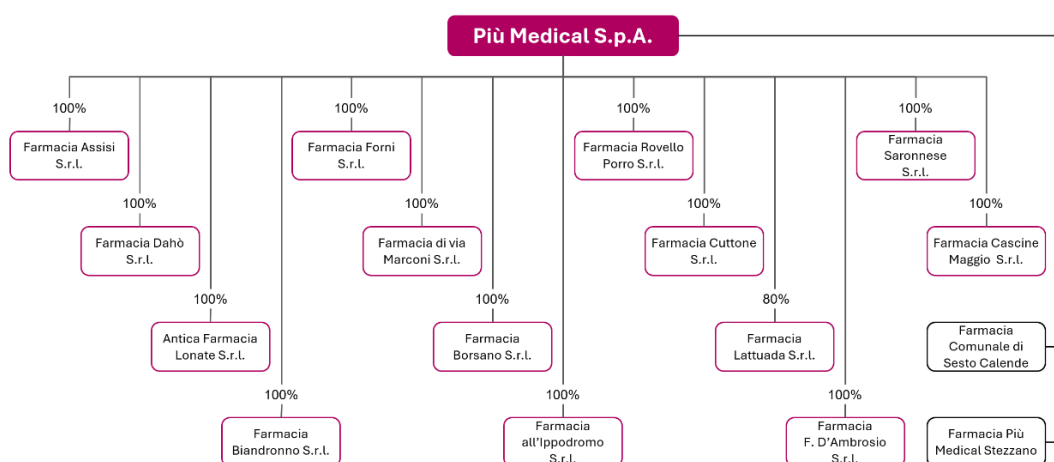 Più Medical S.p.A.
100%
100%
100%
100%
Farmacia Assisi
S.r.l.
Farmacia Forni
S.r.l.
Farmacia Rovello
Porro S.r.l.
Farmacia
Saronnese
S.r.l.
100%
100%
100%
100%
Farmacia Dahò
S.r.l.
Farmacia di via
Marconi S.r.l.
Farmacia Cuttone
S.r.l.
Farmacia Cascine
Maggio S.r.l.
100%
100%
80%
Antica Farmacia
Lonate S.r.l.
Farmacia
Borsano S.r.l.
Farmacia
Lattuada S.r.l.
Farmacia
Comunale di
Sesto Calende
100%
100%
100%
Farmacia
Biandronno S.r.l.
Farmacia
all'Ippodromo
S.r.l.
Farmacia
F. D'Ambrosio
S.r.l.
Farmacia Più
Medical Stezzano